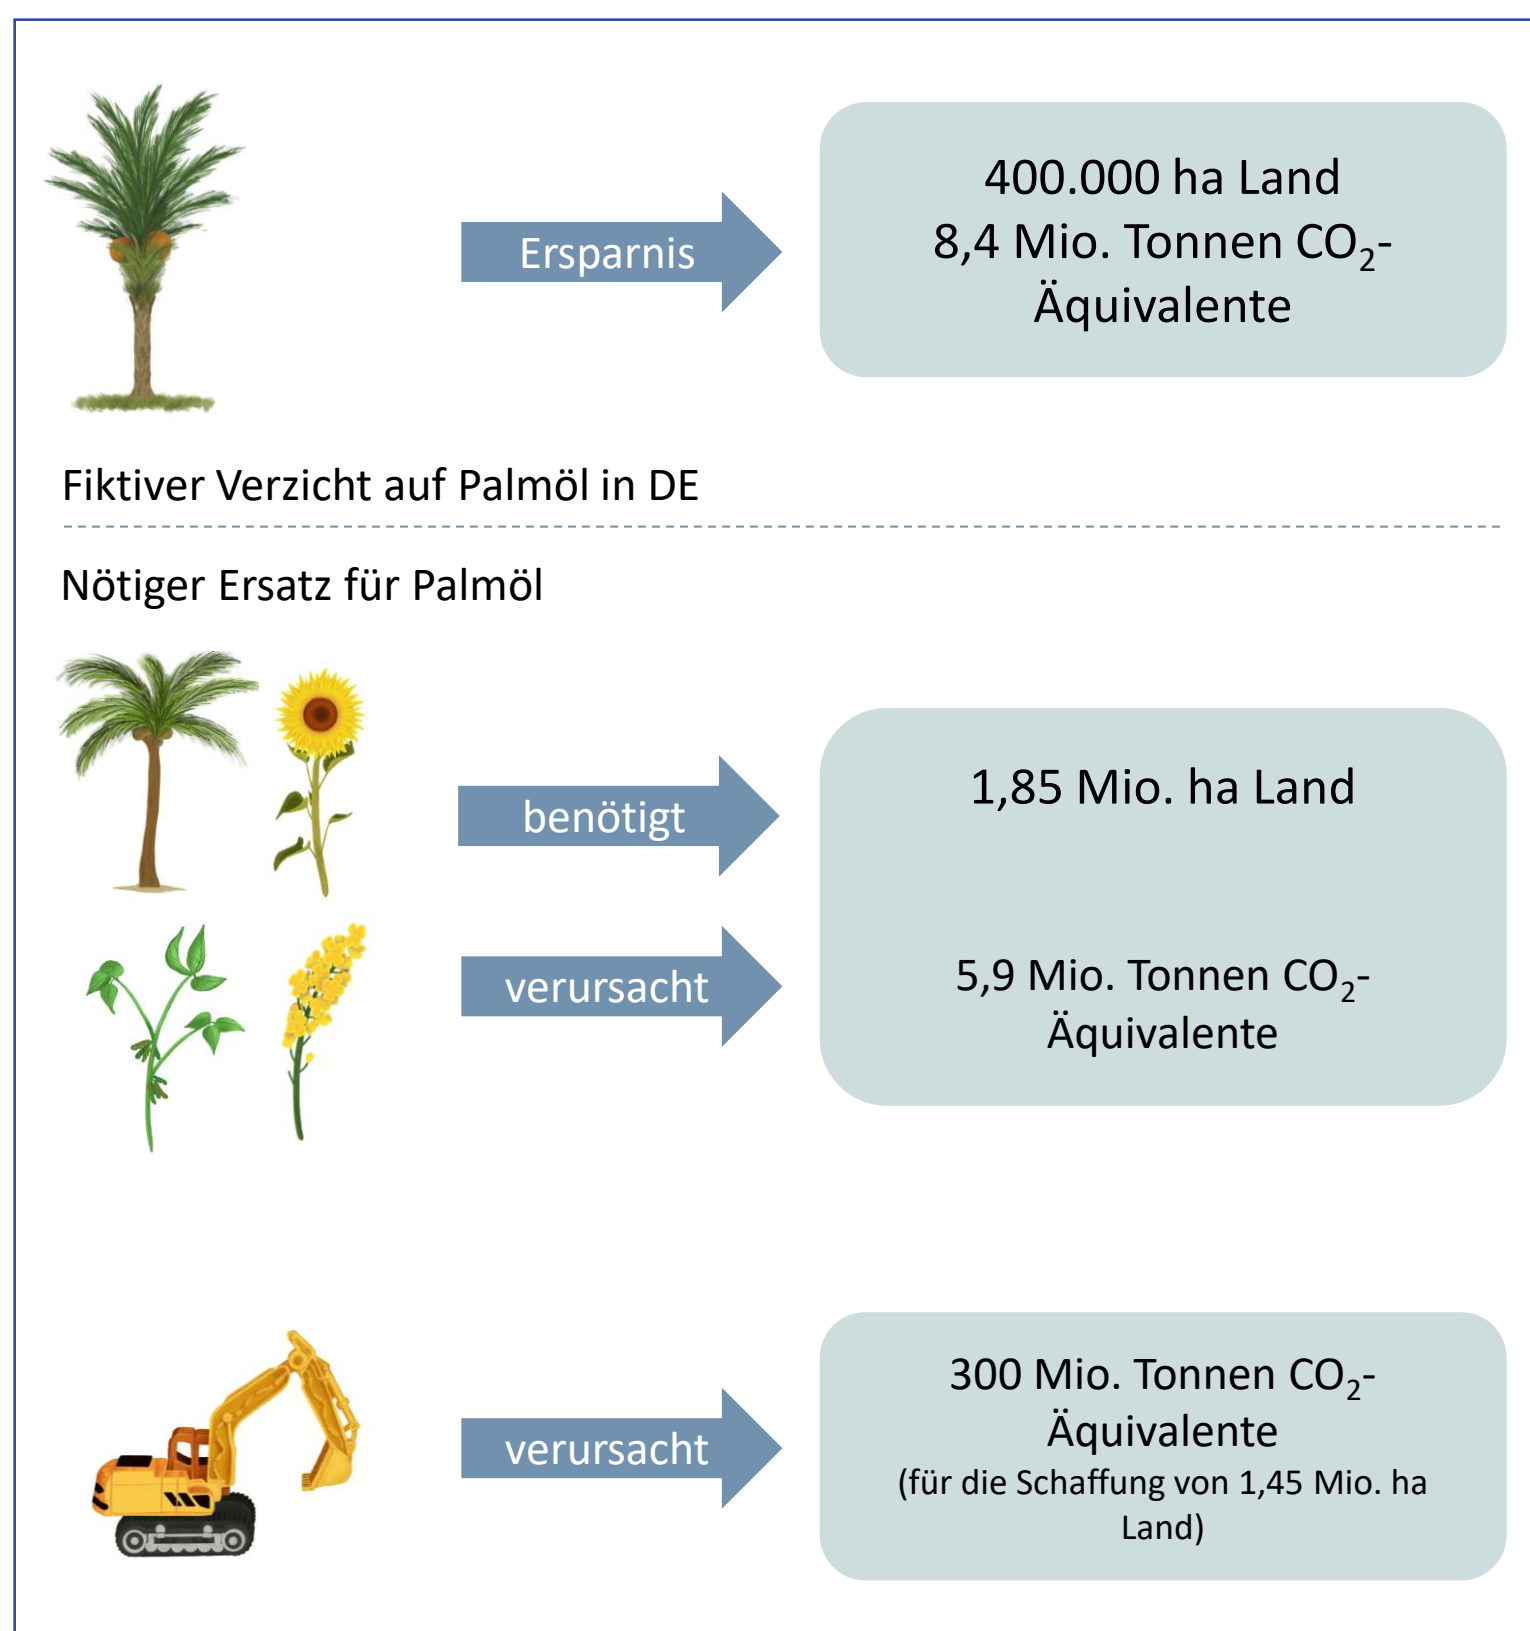 400.000 ha Land
Ersparnis
8,4 Mio. Tonnen CO₂-
Äquivalente
Fiktiver Verzicht auf Palmöl in DE
Nötiger Ersatz für Palmöl
benötigt
1,85 Mio. ha Land
verursacht
5,9 Mio. Tonnen CO₂-
Äquivalente
verursacht
300 Mio. Tonnen CO₂-
Äquivalente
(für die Schaffung von 1,45 Mio. ha
Land)